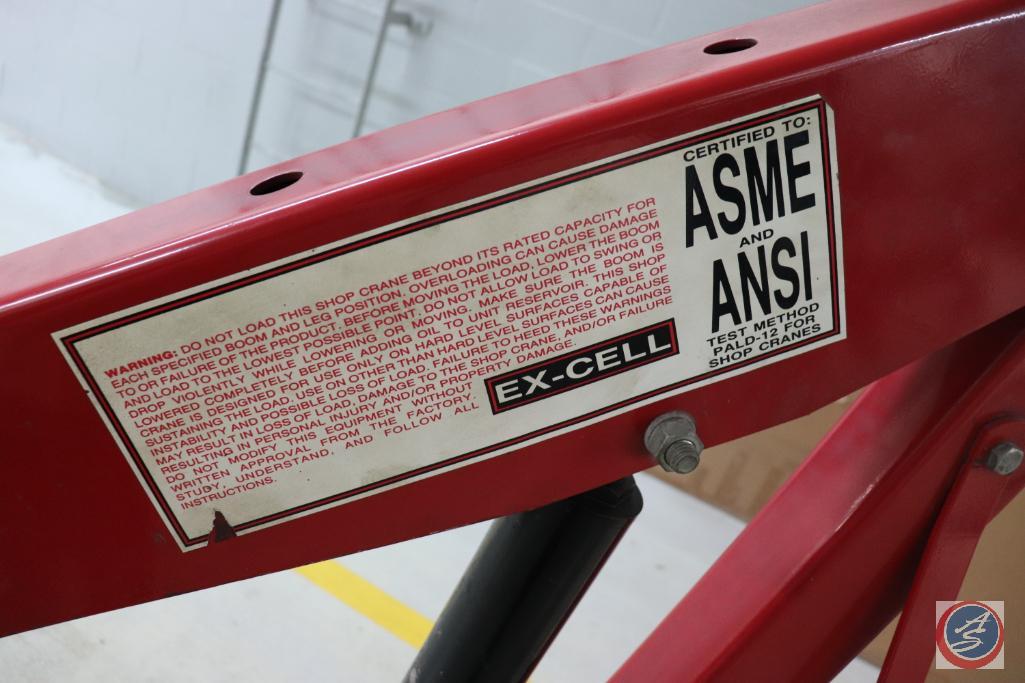 WARNING: DO NOT LOAD THIS SHOP CRANE BEYOND ITS RATED CAPACITY FOR
EACH SPECIFIED BOOM AND LEG POSITION. OVERLOADING CAN CAUSE DAMAGE
TO OR FAILURE OF THE PRODUCT. BEFORE MOVING THE LOAD, LOWER THE BOOM
AND LOAD TO THE LOWEST POSSIBLE POINT. DO NOT ALLOW LOAD TO SWING OR
DROP VIOLENTLY WHILE LOWERING OR MOVING. MAKE SURE THE BOOM IS
LOWERED COMPLETELY BEFORE ADDING OIL TO UNIT RESERVOIR. THIS SHOP
CRANE IS DESIGNED FOR USE ONLY ON HARD LEVEL SURFACES CAPABLE OF
SUSTAINING THE LOAD. USE ON OTHER THAN HARD LEVEL SURFACES CAN CAUSE
INSTABILITY AND POSSIBLE LOSS OF LOAD. FAILURE TO HEED THESE WARNINGS
MAY RESULT IN LOSS OF LOAD, DAMAGE TO THE SHOP CRANE, AND/OR FAILURE
RESULTING IN PERSONAL INJURY AND/OR PROPERTY DAMAGE.
DO NOT MODIFY THIS EQUIPMENT WITHOUT
WRITTEN APPROVAL FROM THE FACTORY.
STUDY, UNDERSTAND, AND FOLLOW ALL
INSTRUCTIONS.
EX-CELL
CERTIFIED TO:
ASME
AND
ANSI
TEST METHOD
PALD-12 FOR
SHOP CRANES
AS